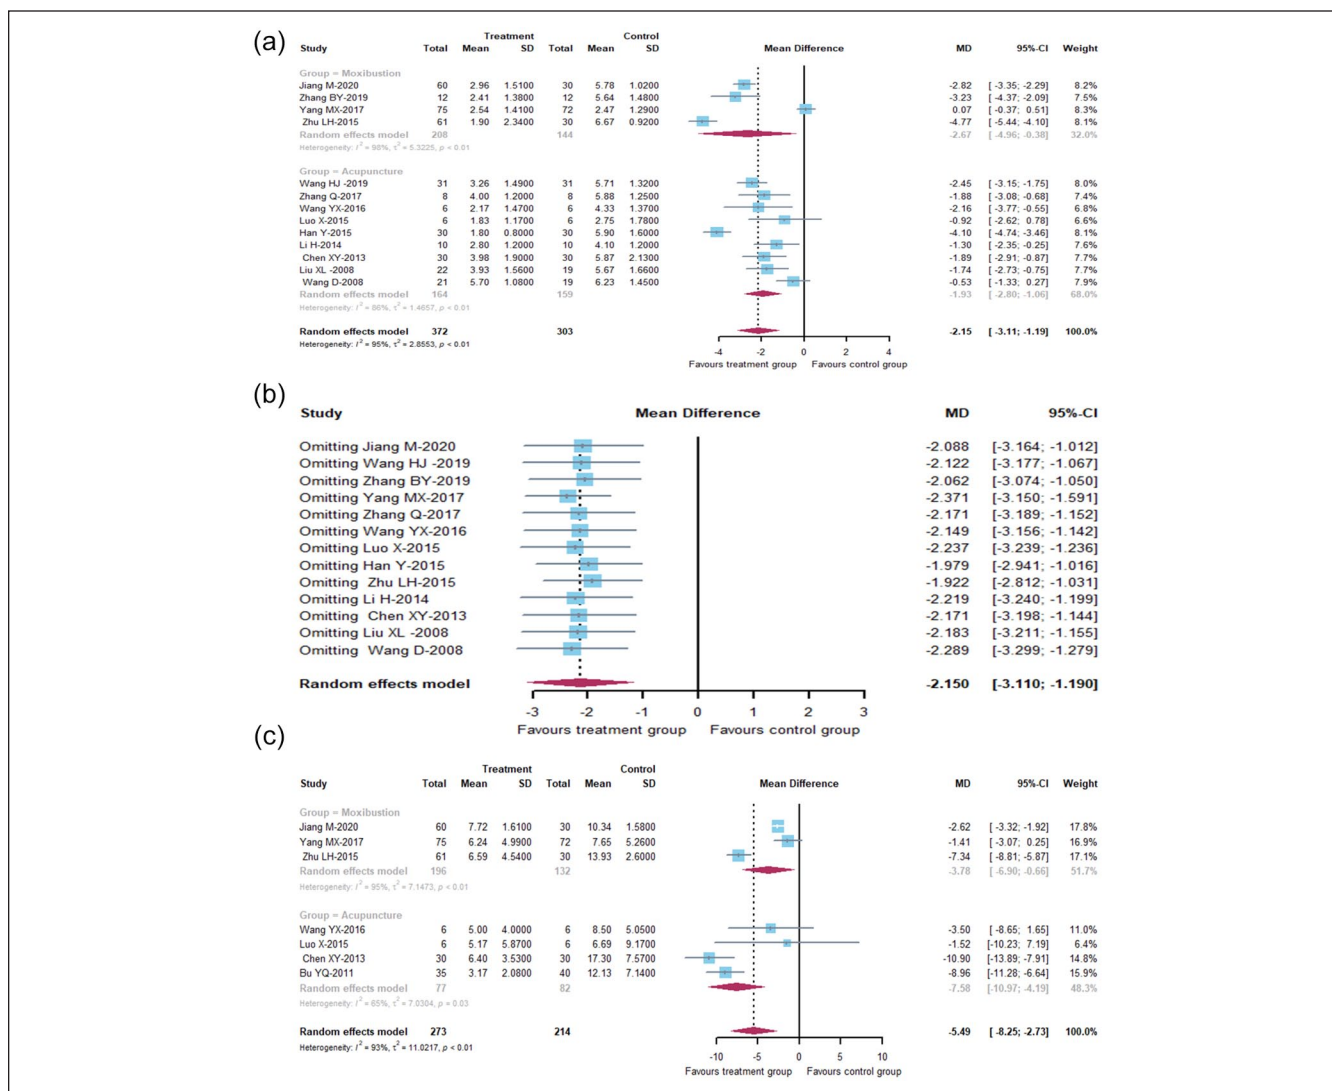 (a)
Treatment Control
Study Total Mean SD Total Mean SD Mean Difference MD 95%-CI Weight
Group = Moxibustion
Jiang M-2020 60 2.96 1.5100 30 5.78 1.0200 -2.82 [ -3.35; -2.29] 8.2%
Zhang BY-2019 12 2.41 1.3800 12 5.64 1.4800 -3.23 [ -4.37; -2.09] 7.5%
Yang MX-2017 75 2.54 1.4100 72 2.47 1.2900 0.07 [ -0.37; 0.51] 8.3%
Zhu LH-2015 61 1.90 2.3400 30 6.67 0.9200 -4.77 [ -5.44; -4.10] 8.1%
Random effects model 208 144 -2.67 [ -4.96; -0.38] 32.0%
Heterogeneity: I² = 98%, τ² = 5.3225, p < 0.01
Group = Acupuncture
Wang HJ -2019 31 3.26 1.4900 31 5.71 1.3200 -2.45 [ -3.15; -1.75] 8.0%
Zhang Q-2017 8 4.00 1.2000 8 5.88 1.2500 -1.88 [ -3.08; -0.68] 7.4%
Wang YX-2016 6 2.17 1.4700 6 4.33 1.3700 -2.16 [ -3.77; -0.55] 6.8%
Luo X-2015 6 1.83 1.1700 6 2.75 1.7800 -0.92 [ -2.62; 0.78] 6.6%
Han Y-2015 30 1.80 0.8000 30 5.90 1.6000 -4.10 [ -4.74; -3.46] 8.1%
Li H-2014 10 2.80 1.2000 10 4.10 1.2000 -1.30 [ -2.35; -0.25] 7.6%
Chen XY-2013 30 3.98 1.9000 30 5.87 2.1300 -1.89 [ -2.91; -0.87] 7.7%
Liu XL -2008 22 3.93 1.5600 19 5.67 1.6600 -1.74 [ -2.73; -0.75] 7.7%
Wang D-2008 21 5.70 1.0800 19 6.23 1.4500 -0.53 [ -1.33; 0.27] 7.9%
Random effects model 164 159 -1.93 [ -2.80; -1.06] 68.0%
Heterogeneity: I² = 86%, τ² = 1.4657, p < 0.01
Random effects model 372 303 -2.15 [ -3.11; -1.19] 100.0%
Heterogeneity: I² = 95%, τ² = 2.8553, p < 0.01
-4 -2 0 2 4
Favours treatment group Favours control group
(b)
Study Mean Difference MD 95%-CI
Omitting Jiang M-2020 -2.088 [-3.164; -1.012]
Omitting Wang HJ -2019 -2.122 [-3.177; -1.067]
Omitting Zhang BY-2019 -2.062 [-3.074; -1.050]
Omitting Yang MX-2017 -2.371 [-3.150; -1.591]
Omitting Zhang Q-2017 -2.171 [-3.189; -1.152]
Omitting Wang YX-2016 -2.149 [-3.156; -1.142]
Omitting Luo X-2015 -2.237 [-3.239; -1.236]
Omitting Han Y-2015 -1.979 [-2.941; -1.016]
Omitting Zhu LH-2015 -1.922 [-2.812; -1.031]
Omitting Li H-2014 -2.219 [-3.240; -1.199]
Omitting Chen XY-2013 -2.171 [-3.198; -1.144]
Omitting Liu XL -2008 -2.183 [-3.211; -1.155]
Omitting Wang D-2008 -2.289 [-3.299; -1.279]
Random effects model -2.150 [-3.110; -1.190]
-3 -2 -1 0 1 2 3
Favours treatment group Favours control group
(c)
Treatment Control
Study Total Mean SD Total Mean SD Mean Difference MD 95%-CI Weight
Group = Moxibustion
Jiang M-2020 60 7.72 1.6100 30 10.34 1.5800 -2.62 [ -3.32; -1.92] 17.8%
Yang MX-2017 75 6.24 4.9900 72 7.65 5.2600 -1.41 [ -3.07; 0.25] 16.9%
Zhu LH-2015 61 6.59 4.5400 30 13.93 2.6000 -7.34 [ -8.81; -5.87] 17.1%
Random effects model 196 132 -3.78 [ -6.90; -0.66] 51.7%
Heterogeneity: I² = 95%, τ² = 7.1473, p < 0.01
Group = Acupuncture
Wang YX-2016 6 5.00 4.0000 6 8.50 5.0500 -3.50 [ -8.65; 1.65] 11.0%
Luo X-2015 6 5.17 5.8700 6 6.69 9.1700 -1.52 [-10.23; 7.19] 6.4%
Chen XY-2013 30 6.40 3.5300 30 17.30 7.5700 -10.90 [-13.89; -7.91] 14.8%
Bu YQ-2011 35 3.17 2.0800 40 12.13 7.1400 -8.96 [-11.28; -6.64] 15.9%
Random effects model 77 82 -7.58 [-10.97; -4.19] 48.3%
Heterogeneity: I² = 65%, τ² = 7.0304, p = 0.03
Random effects model 273 214 -5.49 [ -8.25; -2.73] 100.0%
Heterogeneity: I² = 93%, τ² = 11.0217, p < 0.01
-10 -5 0 5 10
Favours treatment group Favours control group